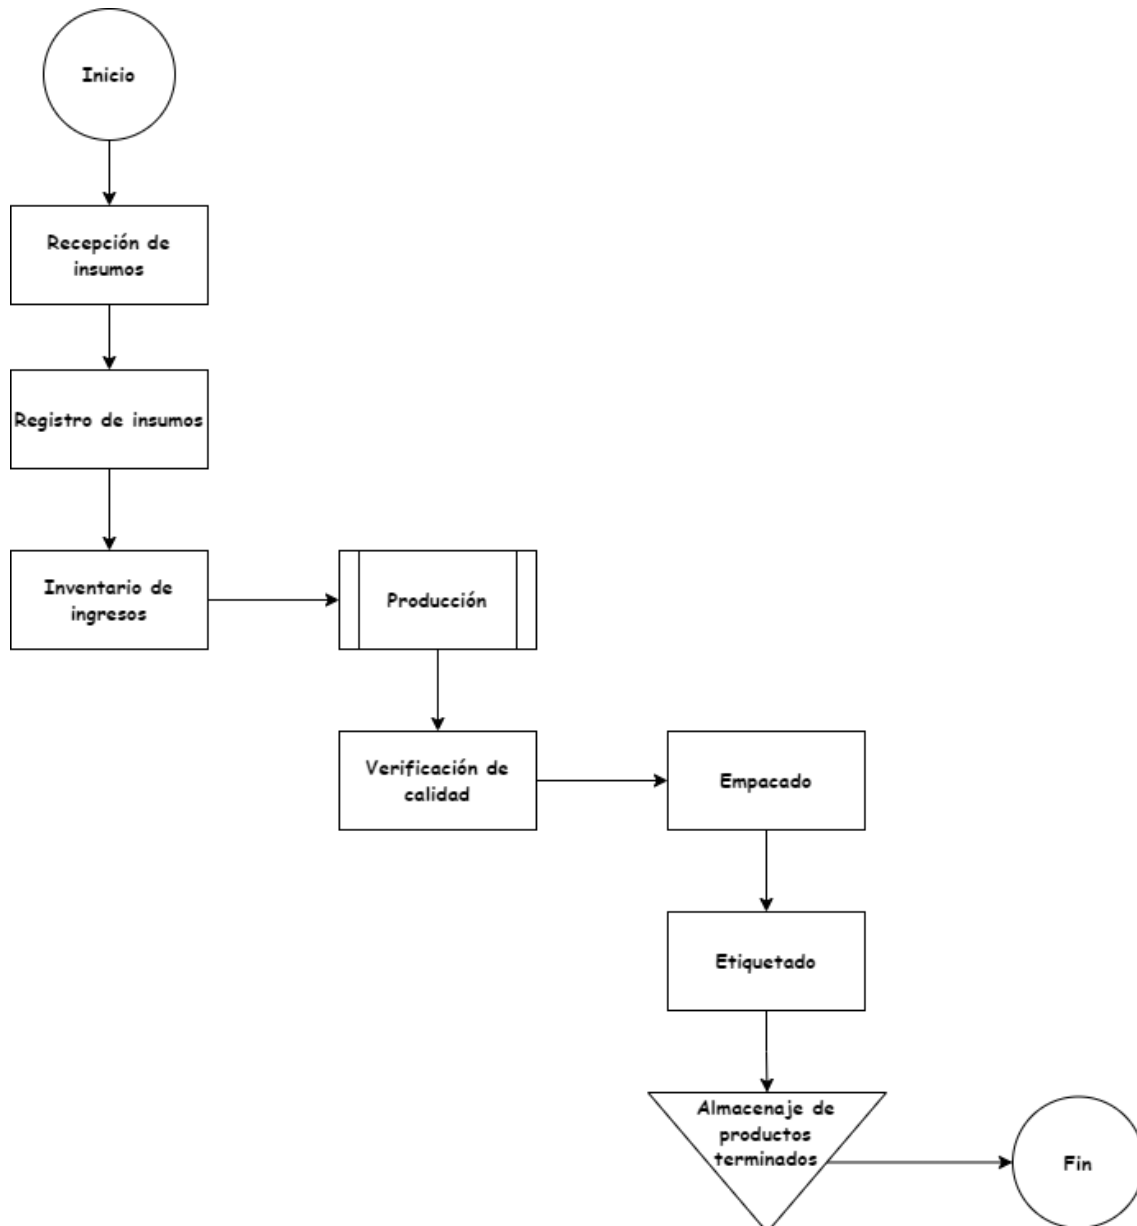 Inicio
Recepción de
insumos
Registro de insumos
Inventario de
ingresos
Producción
Verificación de
calidad
Empacado
Etiquetado
Almacenaje de
productos
terminados
Fin